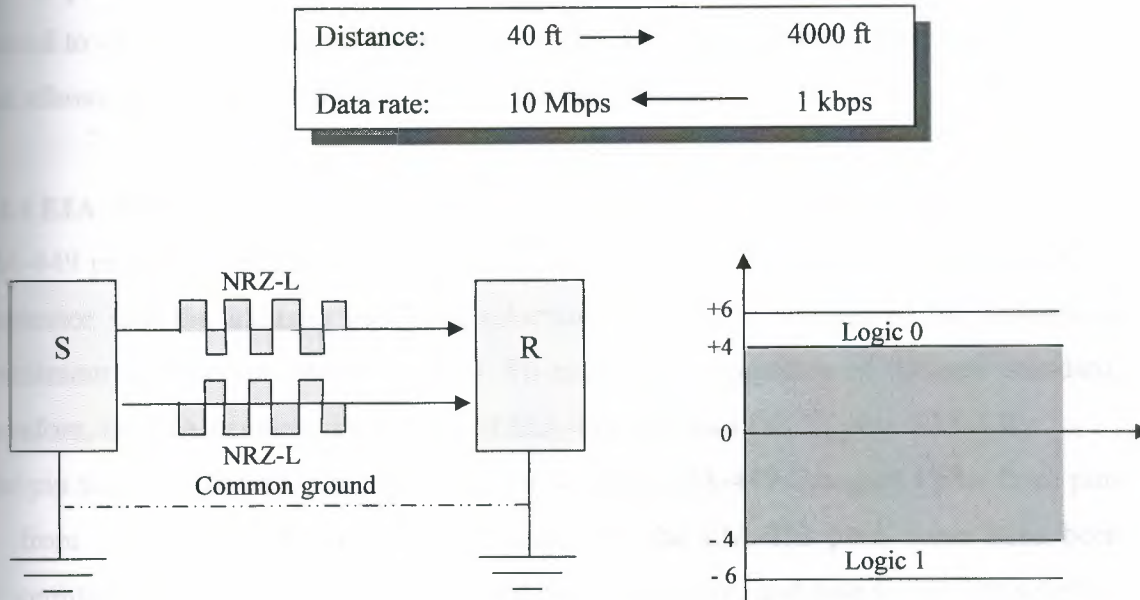 Distance: 40 ft 4000 ft
Data rate: 10 Mbps 1 kbps
NRZ-L
S
R
NRZ-L
Common ground
+6
Logic 0
+4
0
- 4
Logic 1
- 6